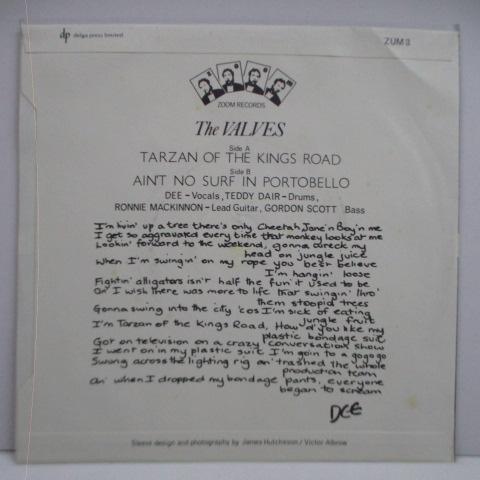 dp delga press limited
ZUM 3
ZOOM RECORDS
The VALVES
Side A
TARZAN OF THE KINGS ROAD
Side B
AIN'T NO SURF IN PORTOBELLO
DEE - Vocals, TEDDY DAIR - Drums,
RONNIE MACKINNON - Lead Guitar, GORDON SCOTT Bass
I'm livin' up a tree there's only Cheetah, Jane 'n Boy 'n me
I get so aggravated every time that monkey looks at me
Lookin' forward to the weekend, gonna wreck my
head on jungle juice
When I'm swingin' on my rope you beer believe
I'm hangin' loose
Fightin' alligators isn't half the fun it used to be
An' I wish there was more to life than swingin' thro'
them stoopid trees
Gonna swing into the city 'cos I'm sick of eating
jungle fruit
I'm Tarzan of the Kings Road, How d'you like my
plastic bondage suit
Got on television on a crazy conversation show
I went on in my plastic suit I'm goin to a gogogo
Swung across the lighting rig an' trashed the whole
production team
An' when I dropped my bondage pants, everyone
began to scream
DEE
Sleeve design and photography by James Hutcheson / Victor Albrow